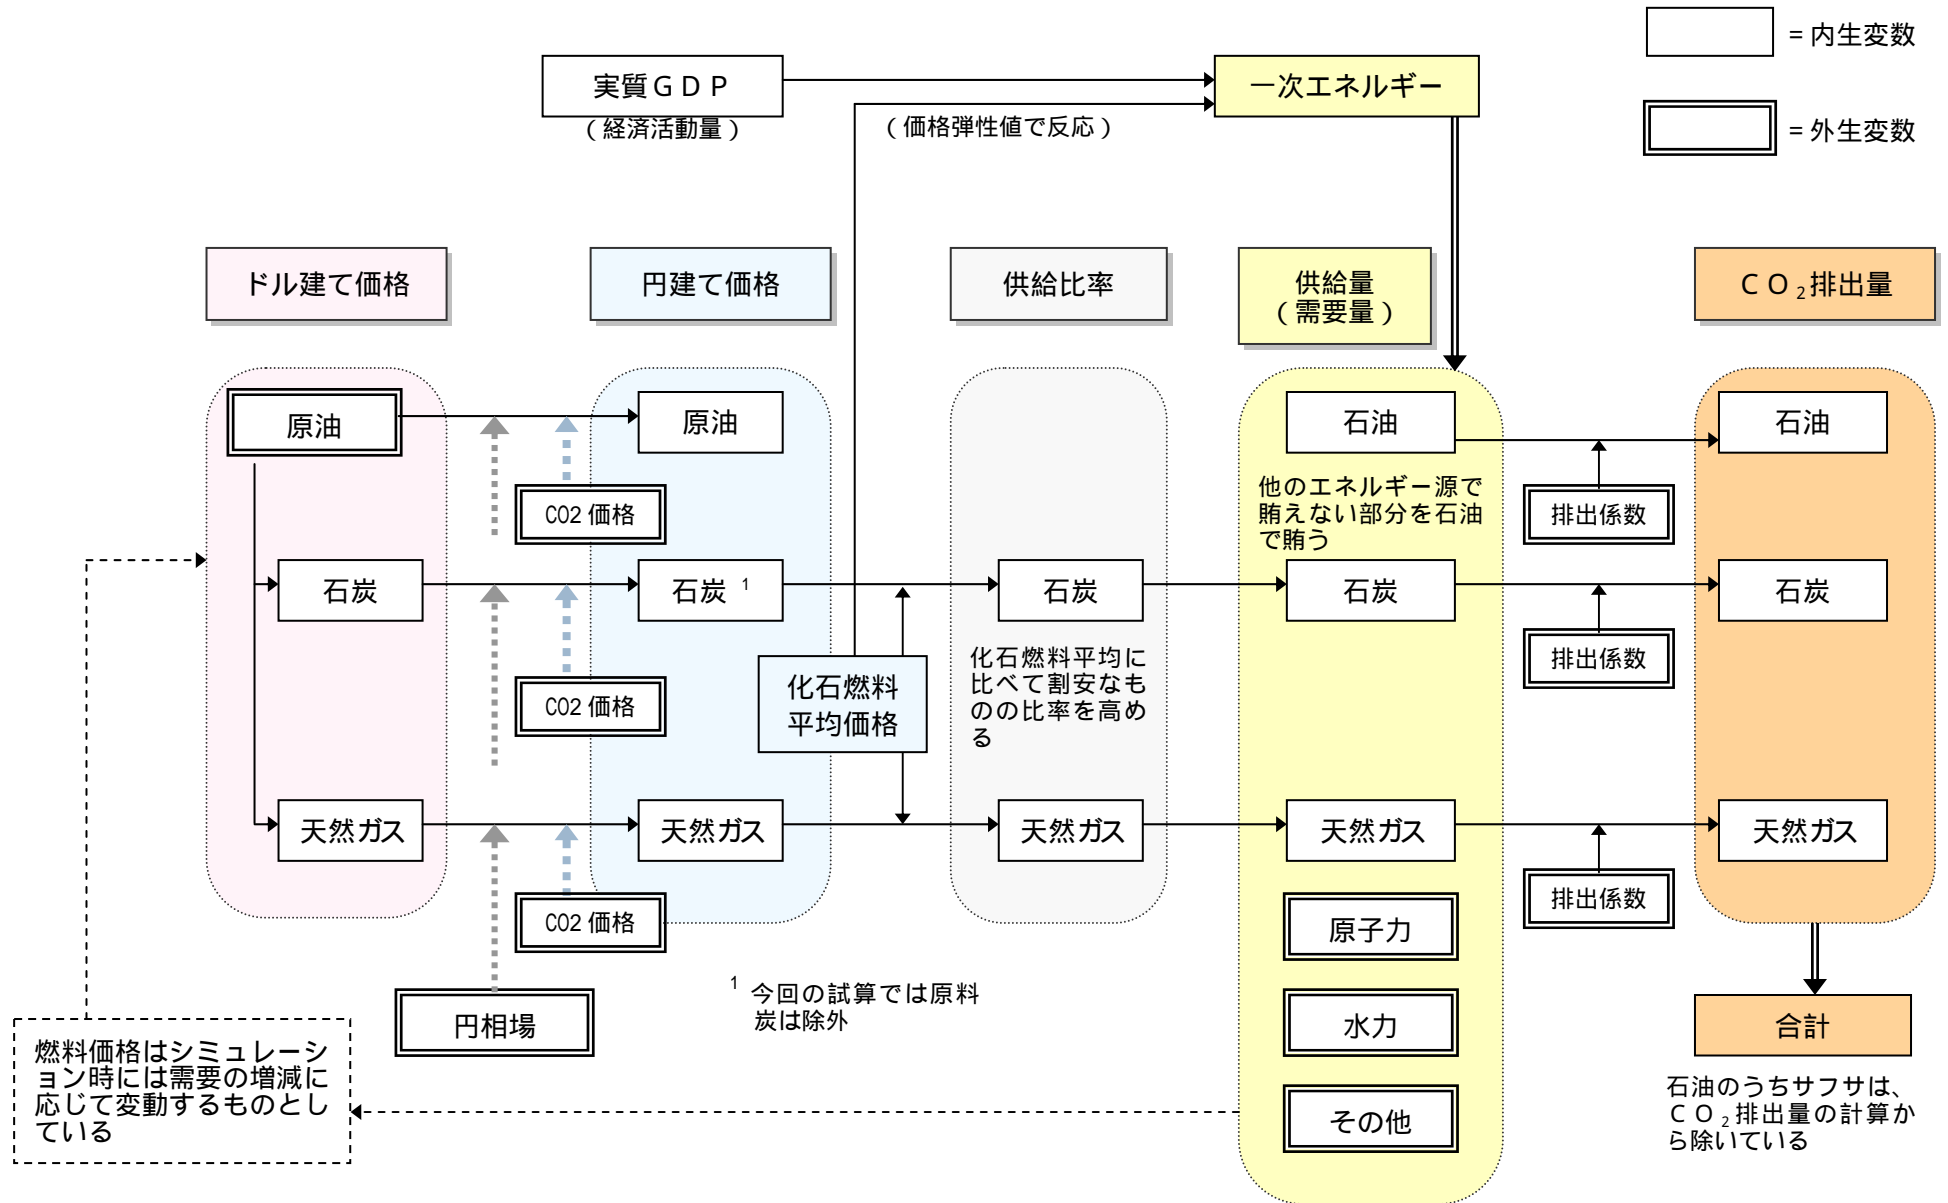 = 内生変数
実質ＧＤＰ
（経済活動量）
一次エネルギー
（価格弾性値で反応）
= 外生変数
ドル建て価格
円建て価格
供給比率
供給量
（需要量）
ＣＯ₂排出量
原油
原油
石油
石油
CO2 価格
他のエネルギー源で
賄えない部分を石油
で賄う
排出係数
石炭
石炭 ¹
石炭
石炭
石炭
CO2 価格
化石燃料
平均価格
化石燃料平均に
比べて割安なも
のの比率を高め
る
排出係数
天然ガス
天然ガス
天然ガス
天然ガス
天然ガス
CO2 価格
排出係数
原子力
円相場
¹ 今回の試算では原料
炭は除外
水力
合計
燃料価格はシミュレーシ
ョン時には需要の増減に
応じて変動するものとし
ている
その他
石油のうちサフサは、
ＣＯ₂排出量の計算か
ら除いている